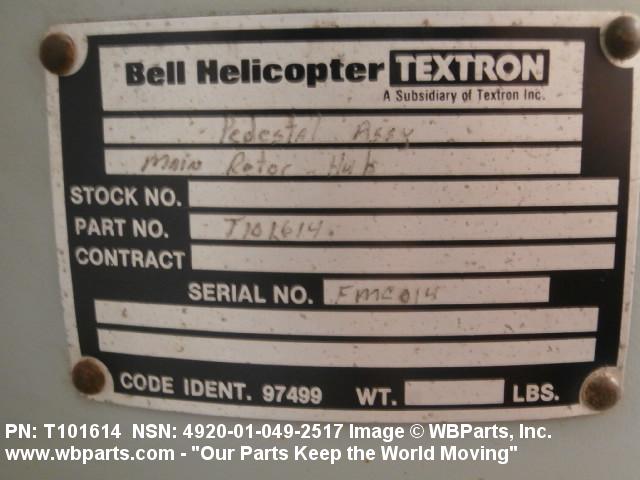 Bell Helicopter TEXTRON
A Subsidiary of Textron Inc.
Pedestal Assy
Main Rotor Hub
STOCK NO.
PART NO. T101614.
CONTRACT
SERIAL NO. FMC014
CODE IDENT. 97499 WT. LBS.
PN: T101614 NSN: 4920-01-049-2517 Image © WBParts, Inc.
www.wbparts.com - "Our Parts Keep the World Moving"